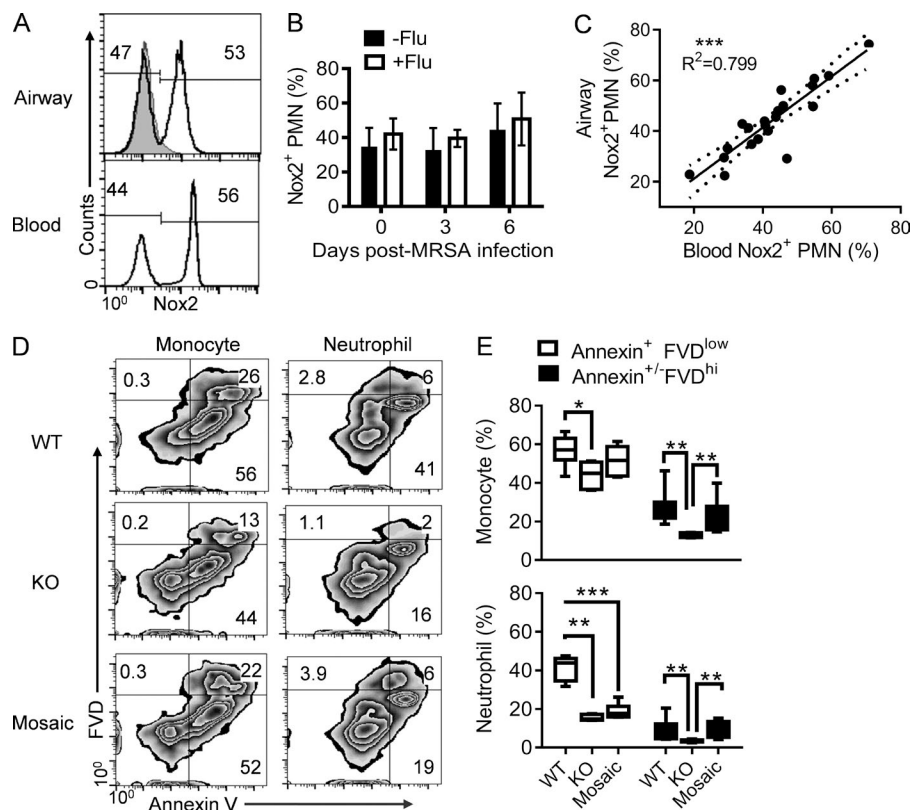 A
47
53
Airway
44
56
Blood
Counts
0
10⁰
Nox2
B
-Flu
+Flu
Nox2⁺ PMN (%)
80
60
40
20
0
0 3 6
Days post-MRSA infection
C
***
R²=0.799
Airway
Nox2⁺PMN (%)
80
60
40
20
20 40 60 80
Blood Nox2⁺ PMN (%)
D
Monocyte Neutrophil
WT
0.3 26
56
2.8 6
41
KO
0.2 13
44
1.1 2
16
Mosaic
0.3 22
52
3.9 6
19
FVD
10⁰
10⁰
Annexin V
E
Annexin⁺ FVDˡᵒʷ
Annexin⁺/⁻FVDʰⁱ
Monocyte (%)
80
60
40
20
0
*
** **
Neutrophil (%)
80
60
40
20
0
***
**
** **
WT KO Mosaic WT KO Mosaic